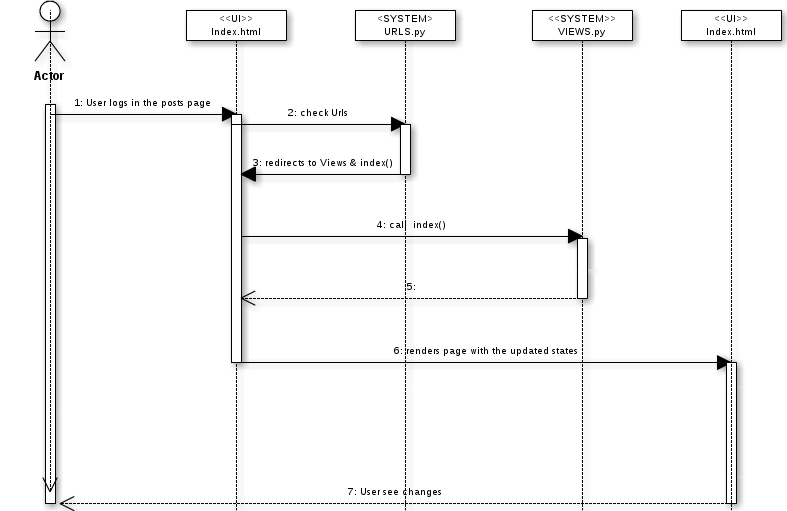 <<UI>>
Index.html
<SYSTEM>
URLS.py
<<SYSTEM>>
VIEWS.py
<<UI>>
Index.html
Actor
1: User logs in the posts page
2: check Urls
3: redirects to Views & index()
4: call index()
5:
6: renders page with the updated states
7: User see changes